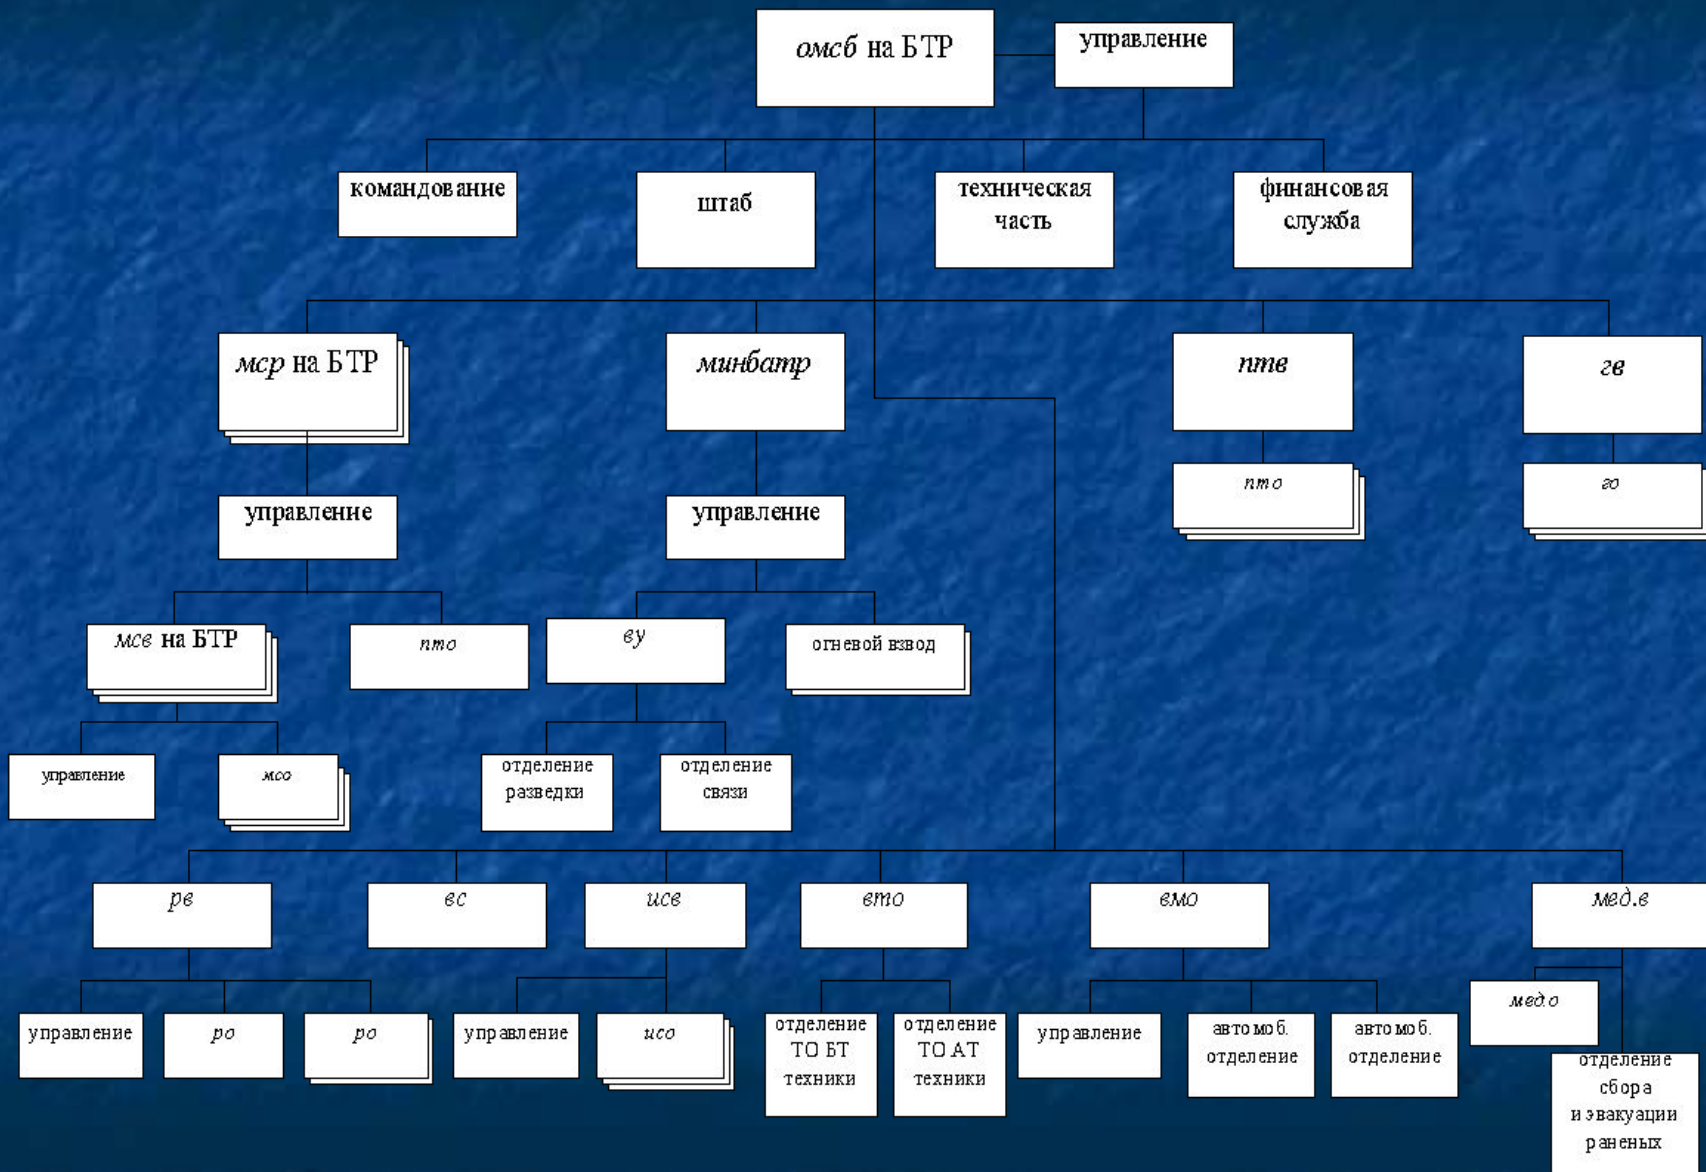 омсб на БТР
управление
командование
штаб
техническая
часть
финансовая
служба
мср на БТР
минбатр
птв
гв
пто
го
управление
управление
мсв на БТР
пто
ву
огневой взвод
управление
мсо
отделение
разведки
отделение
связи
рв
вс
исв
вто
вмо
мед.в
управление
ро
ро
управление
исо
отделение
ТО БТ
техники
отделение
ТО АТ
техники
управление
автомоб.
отделение
автомоб.
отделение
мед.о
отделение
сбора
и эвакуации
раненых